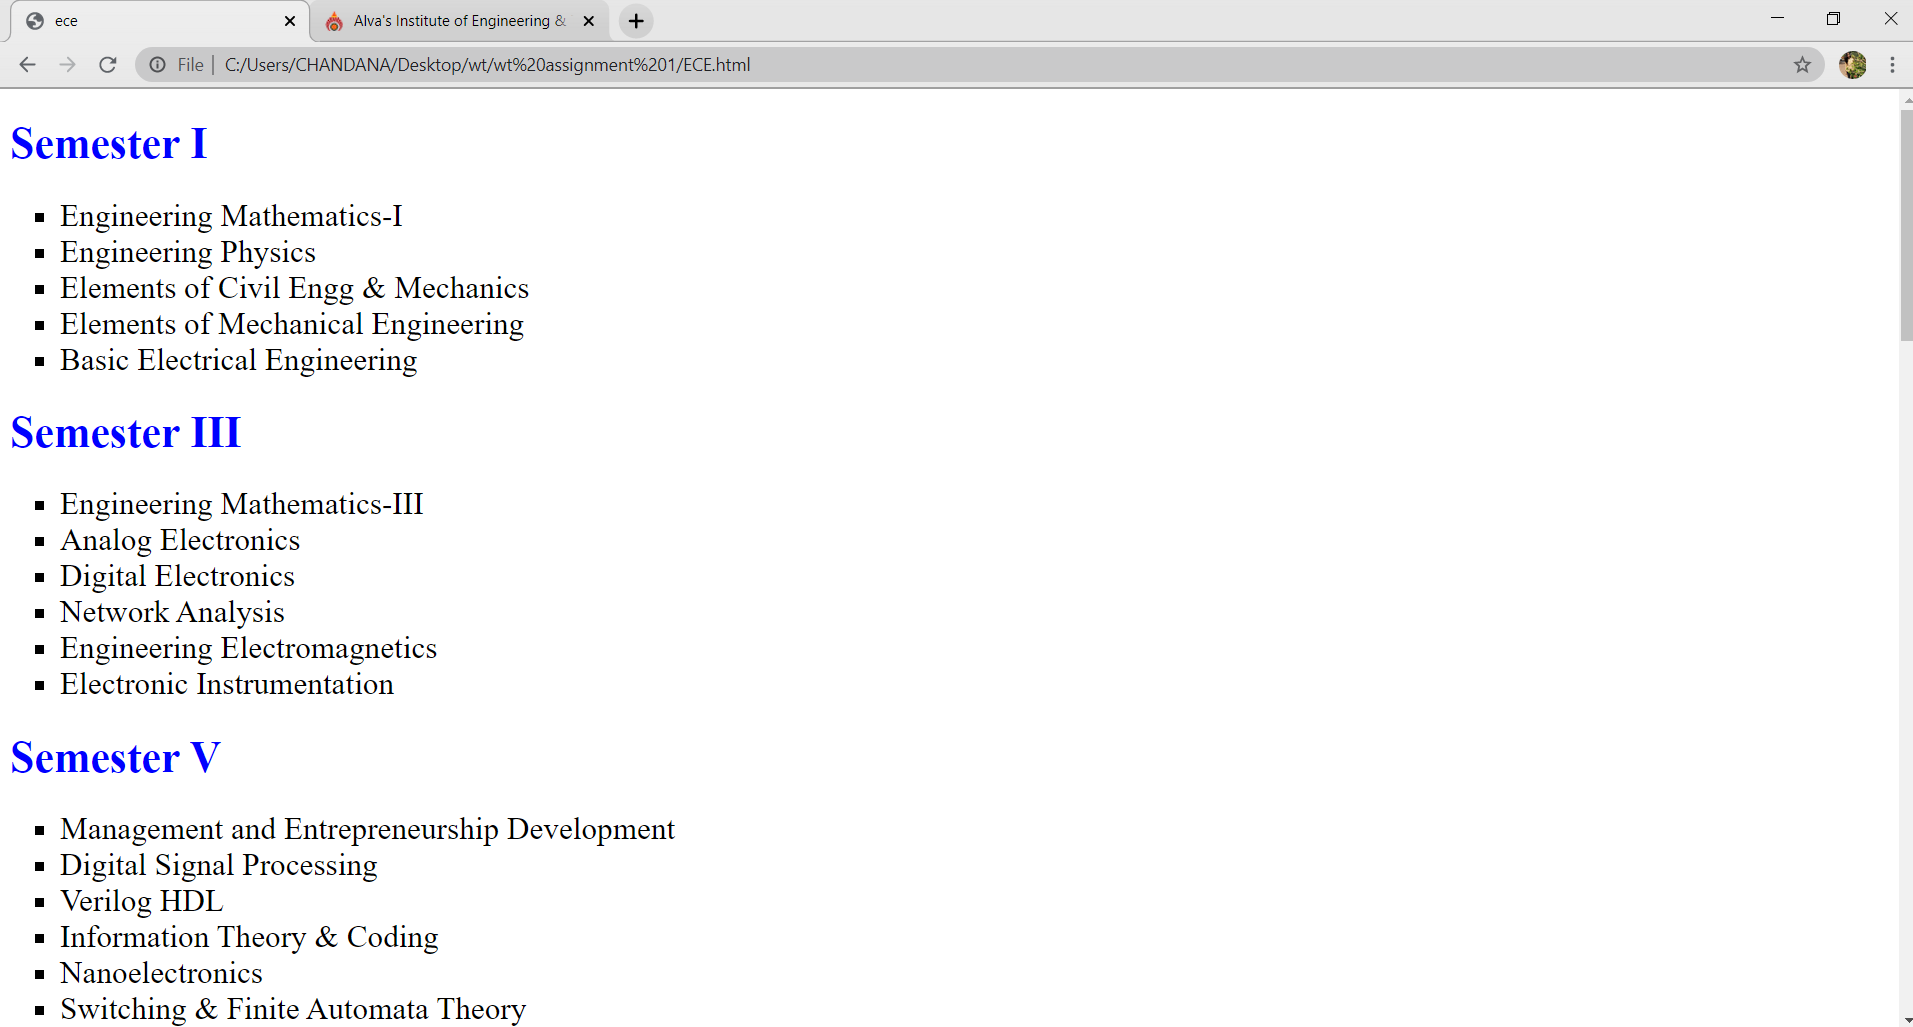 ece
Alva's Institute of Engineering &
File
C:/Users/CHANDANA/Desktop/wt/wt%20assignment%201/ECE.html
Semester I
Engineering Mathematics-I
Engineering Physics
Elements of Civil Engg & Mechanics
Elements of Mechanical Engineering
Basic Electrical Engineering
Semester III
Engineering Mathematics-III
Analog Electronics
Digital Electronics
Network Analysis
Engineering Electromagnetics
Electronic Instrumentation
Semester V
Management and Entrepreneurship Development
Digital Signal Processing
Verilog HDL
Information Theory & Coding
Nanoelectronics
Switching & Finite Automata Theory